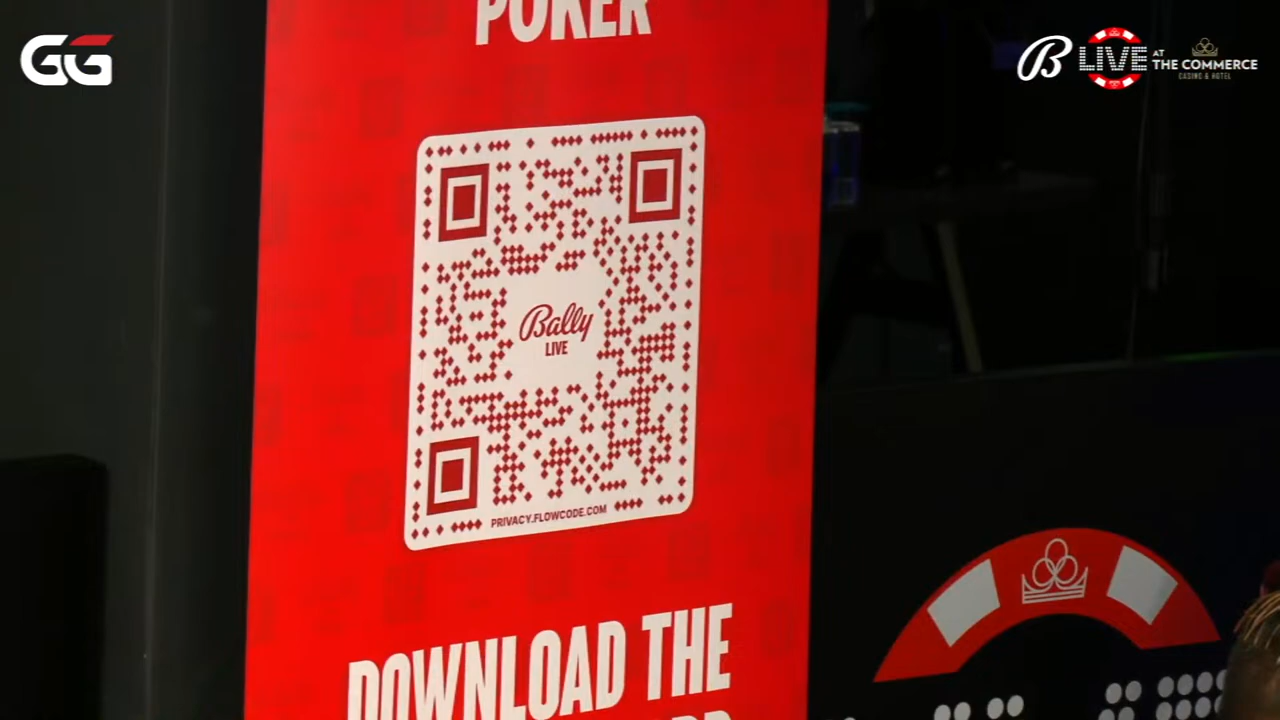 GG
B LIVE AT THE COMMERCE
CASINO & HOTEL
POKER
Bally
LIVE
PRIVACY.FLOWCODE.COM
DOWNLOAD THE